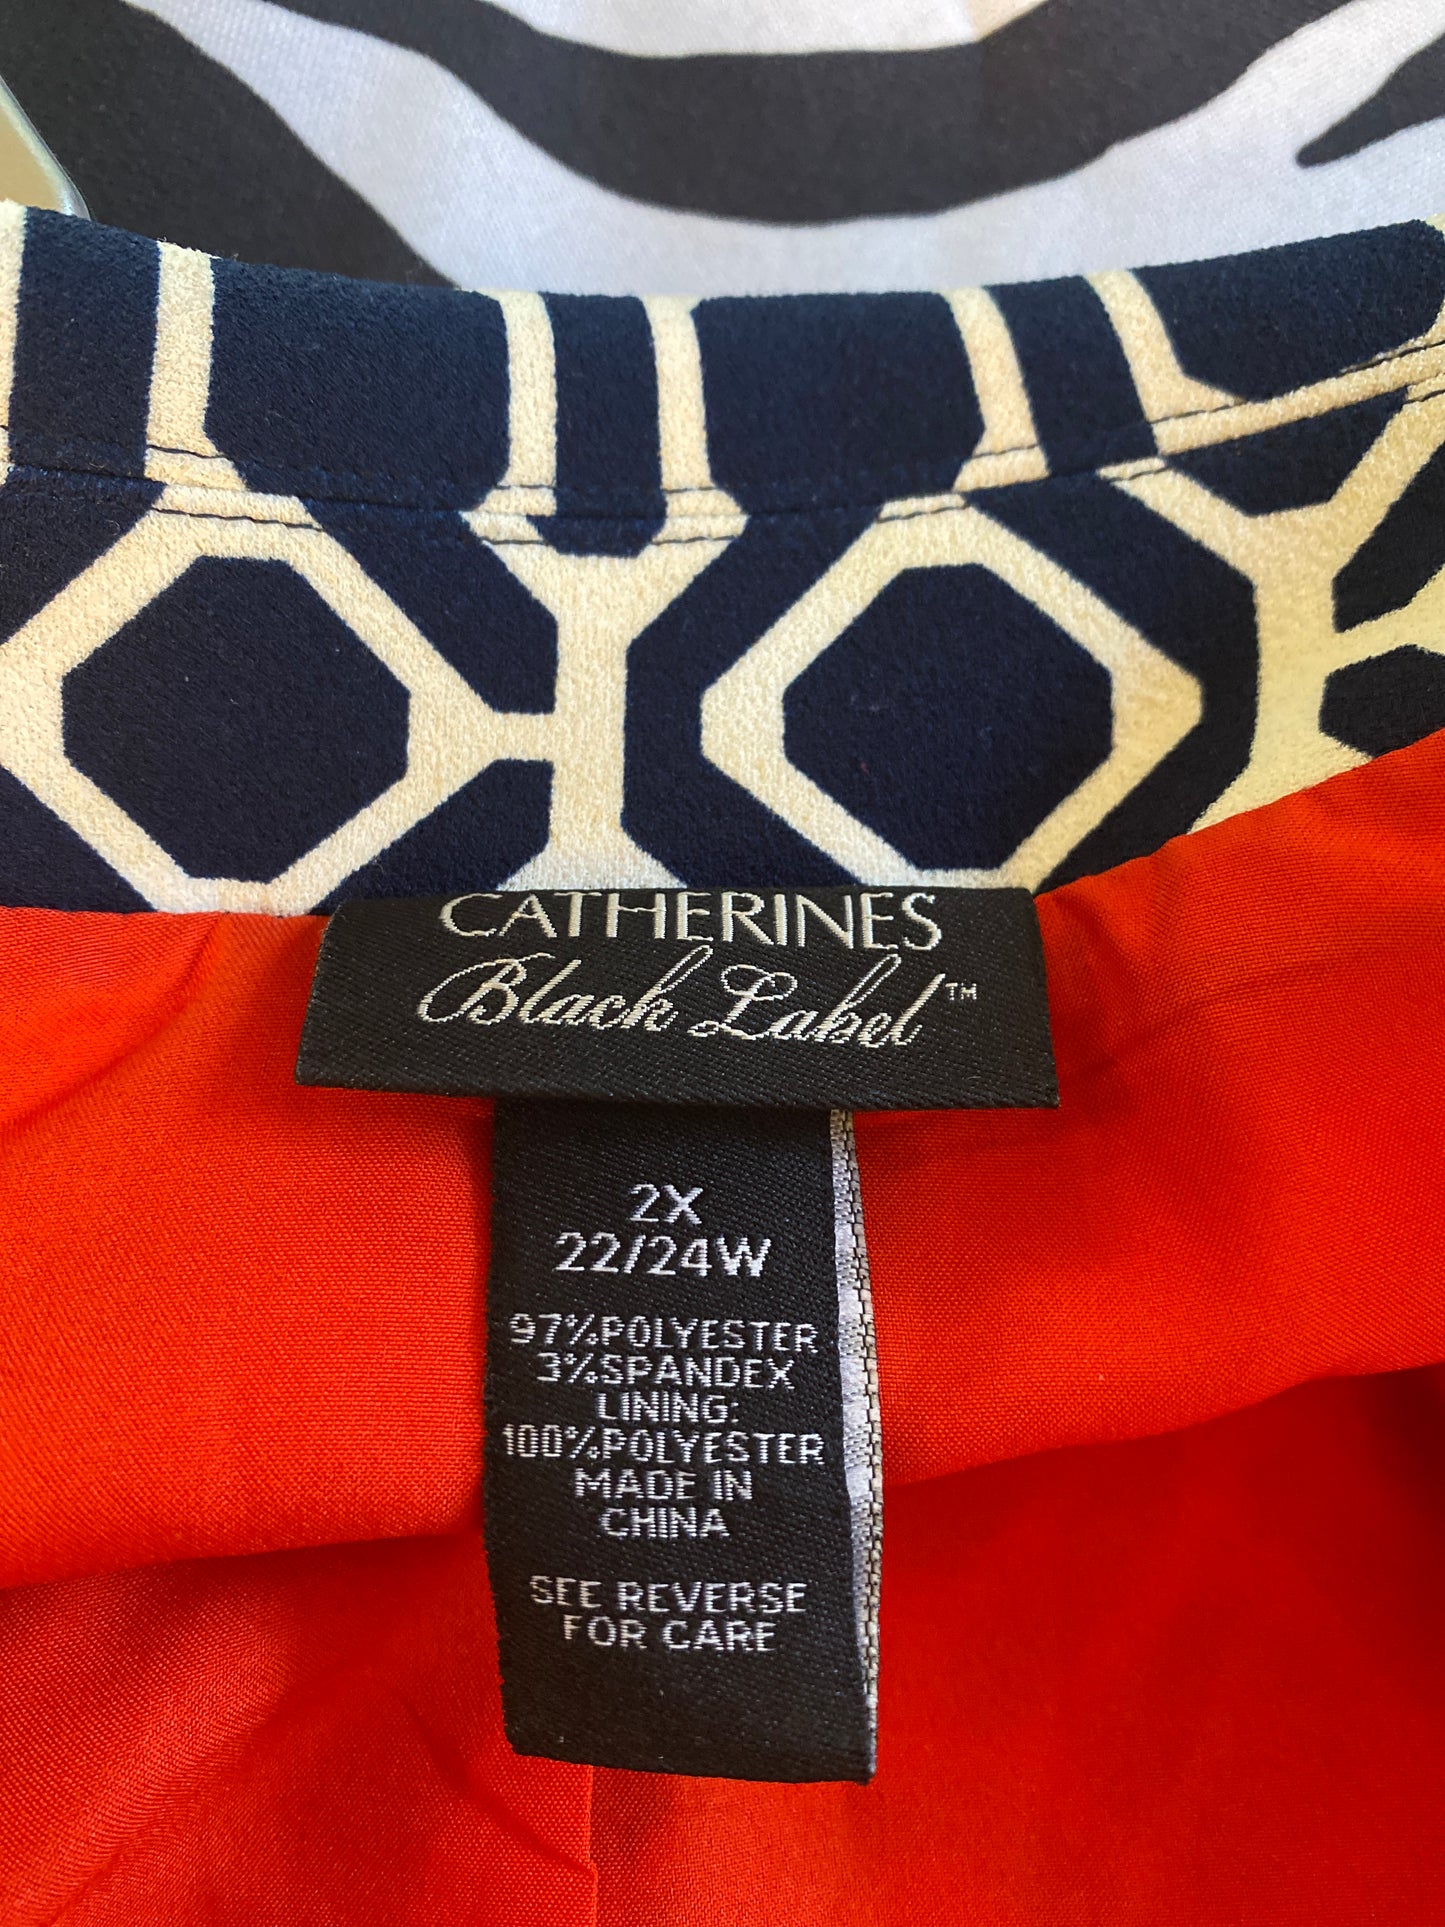 CATHERINES
Black Label™
2X
22/24W
97%POLYESTER
3%SPANDEX
LINING:
100%POLYESTER
MADE IN
CHINA
SEE REVERSE
FOR CARE